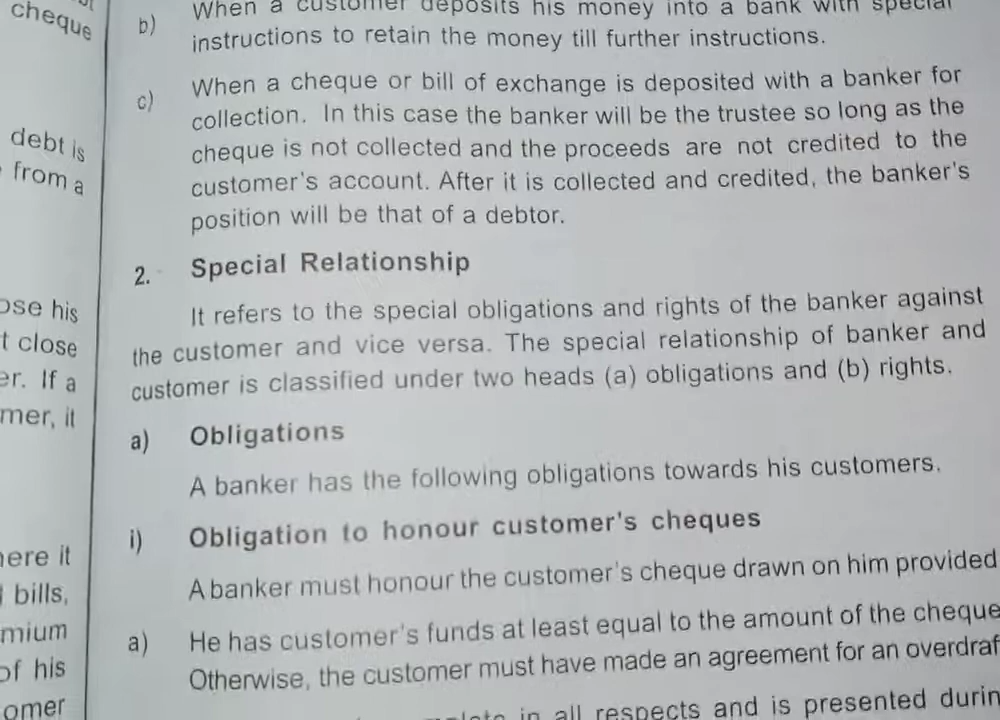 cheque
debt is
from a
ose his
t close
er. If a
mer, it
ere it
bills,
mium
of his
omer
b) When a customer deposits his money into a bank with special
instructions to retain the money till further instructions.
c) When a cheque or bill of exchange is deposited with a banker for
collection. In this case the banker will be the trustee so long as the
cheque is not collected and the proceeds are not credited to the
customer's account. After it is collected and credited, the banker's
position will be that of a debtor.
2. Special Relationship
It refers to the special obligations and rights of the banker against
the customer and vice versa. The special relationship of banker and
customer is classified under two heads (a) obligations and (b) rights.
a) Obligations
A banker has the following obligations towards his customers.
i) Obligation to honour customer's cheques
A banker must honour the customer's cheque drawn on him provided
a) He has customer's funds at least equal to the amount of the cheque
Otherwise, the customer must have made an agreement for an overdraf
in all respects and is presented durin